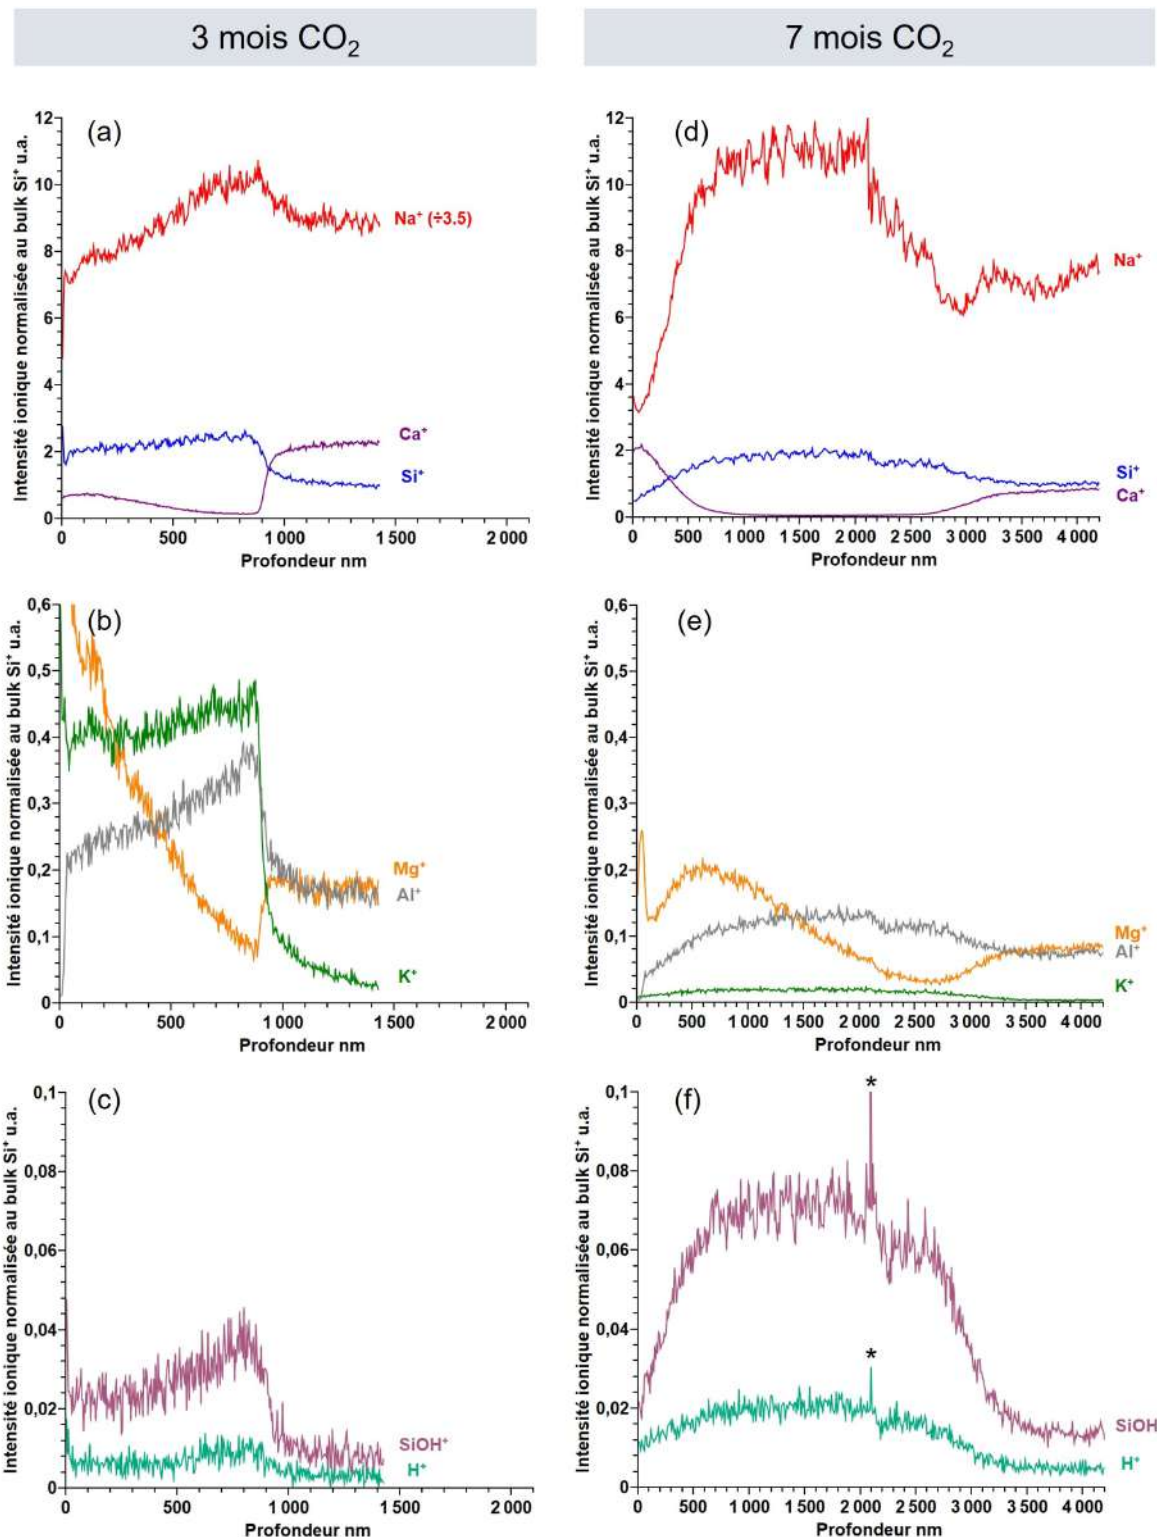 3 mois CO₂
7 mois CO₂
(a)
Intensité ionique normalisée au bulk Si⁺ u.a.
12
10
8
6
4
2
0
Na⁺ (÷3.5)
Ca⁺
Si⁺
0 500 1 000 1 500 2 000
Profondeur nm
(d)
Intensité ionique normalisée au bulk Si⁺ u.a.
12
10
8
6
4
2
0
Na⁺
Si⁺
Ca⁺
0 500 1 000 1 500 2 000 2 500 3 000 3 500 4 000
Profondeur nm
(b)
Intensité ionique normalisée au bulk Si⁺ u.a.
0,6
0,5
0,4
0,3
0,2
0,1
0
Mg⁺
Al⁺
K⁺
0 500 1 000 1 500 2 000
Profondeur nm
(e)
Intensité ionique normalisée au bulk Si⁺ u.a.
0,6
0,5
0,4
0,3
0,2
0,1
0
Mg⁺
Al⁺
K⁺
0 500 1 000 1 500 2 000 2 500 3 000 3 500 4 000
Profondeur nm
(c)
Intensité ionique normalisée au bulk Si⁺ u.a.
0,1
0,08
0,06
0,04
0,02
0
SiOH⁺
H⁺
0 500 1 000 1 500 2 000
Profondeur nm
(f)
Intensité ionique normalisée au bulk Si⁺ u.a.
*
0,1
0,08
0,06
0,04
*
0,02
0
SiOH
H⁺
0 500 1 000 1 500 2 000 2 500 3 000 3 500 4 000
Profondeur nm